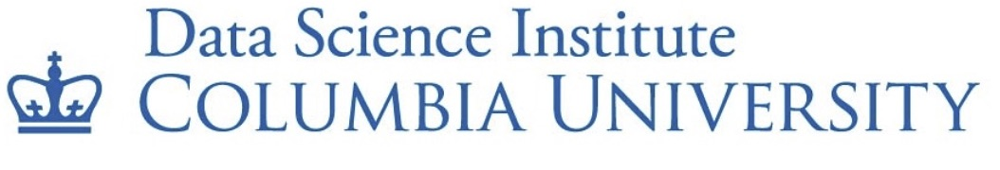 Data Science Institute
COLUMBIA UNIVERSITY